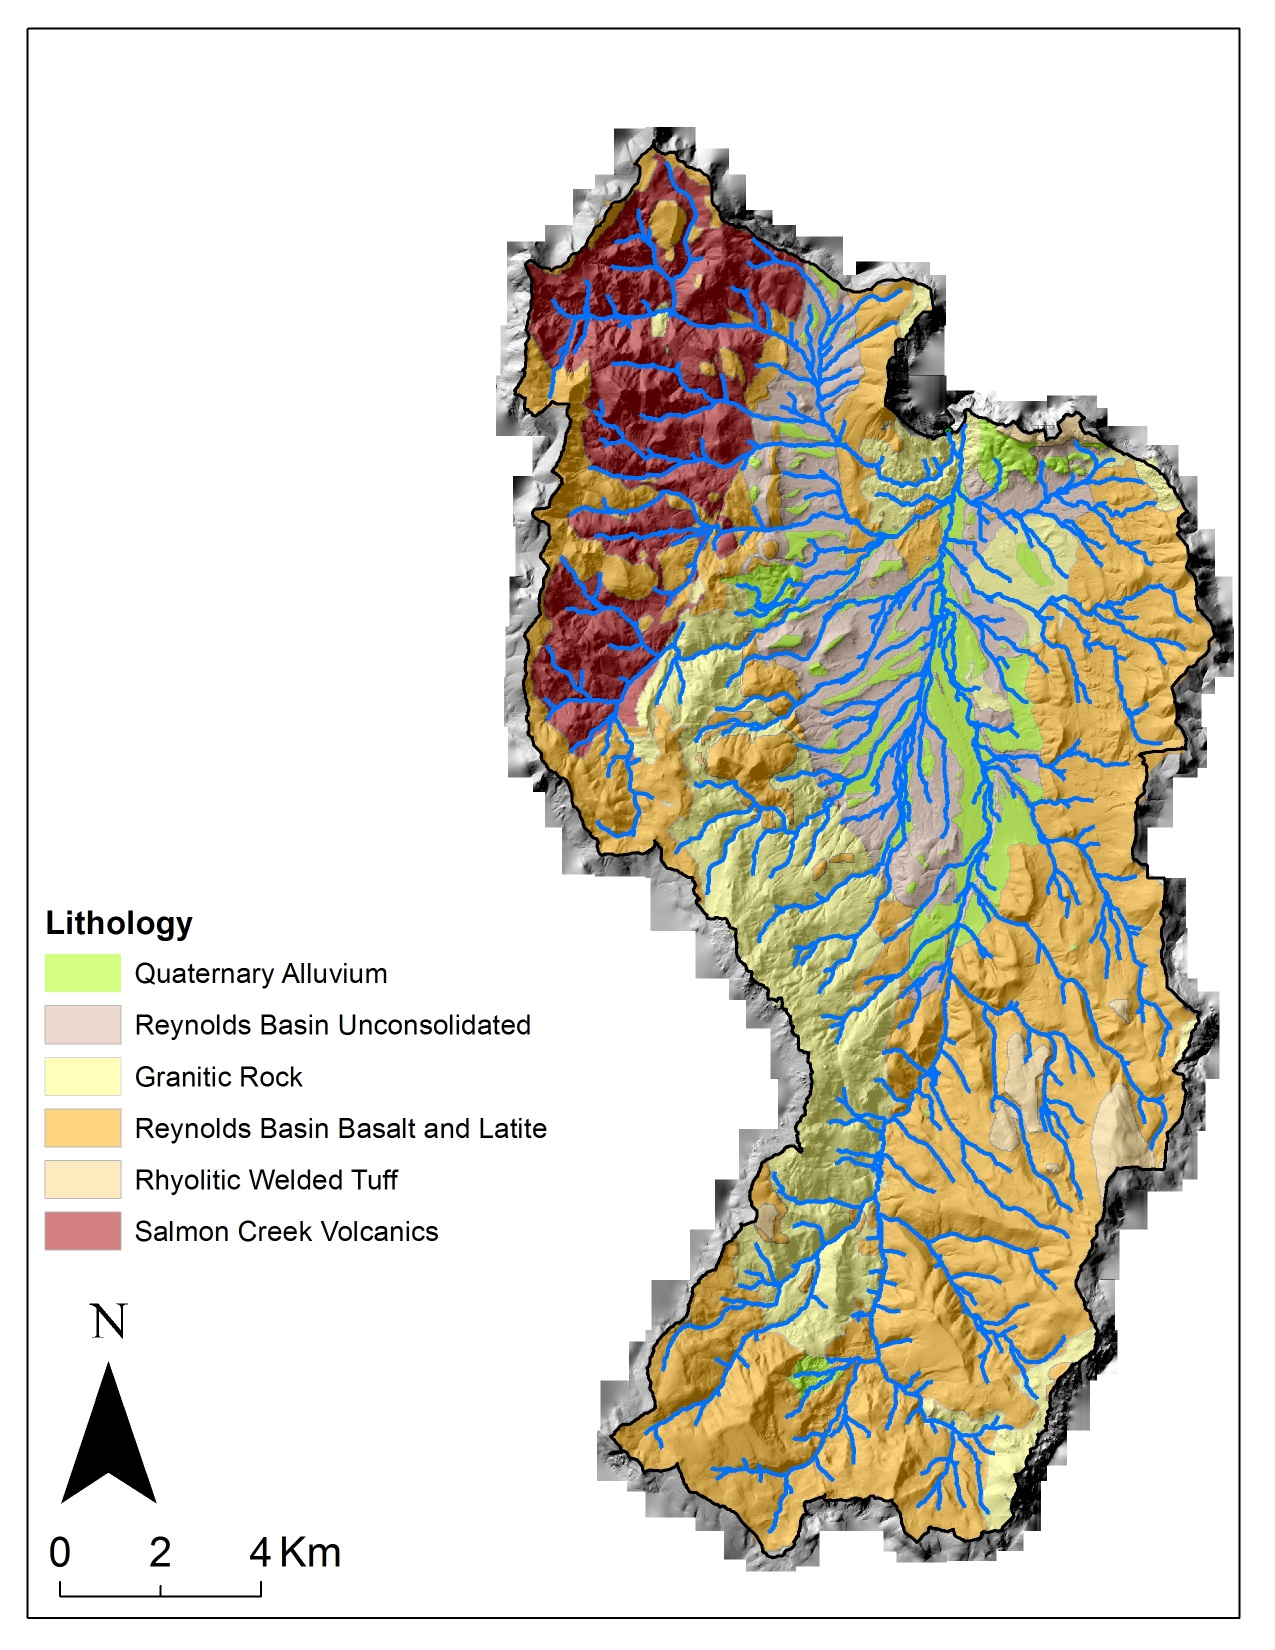 Lithology
Quaternary Alluvium
Reynolds Basin Unconsolidated
Granitic Rock
Reynolds Basin Basalt and Latite
Rhyolitic Welded Tuff
Salmon Creek Volcanics
N
0 2 4 Km